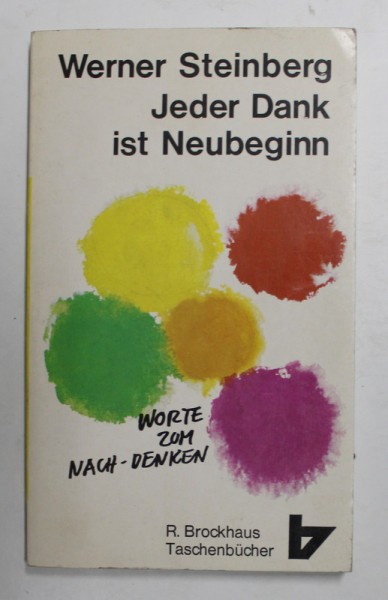 Werner Steinberg
Jeder Dank
ist Neubeginn
WORTE
ZUM
NACH-DENKEN
R. Brockhaus
Taschenbücher